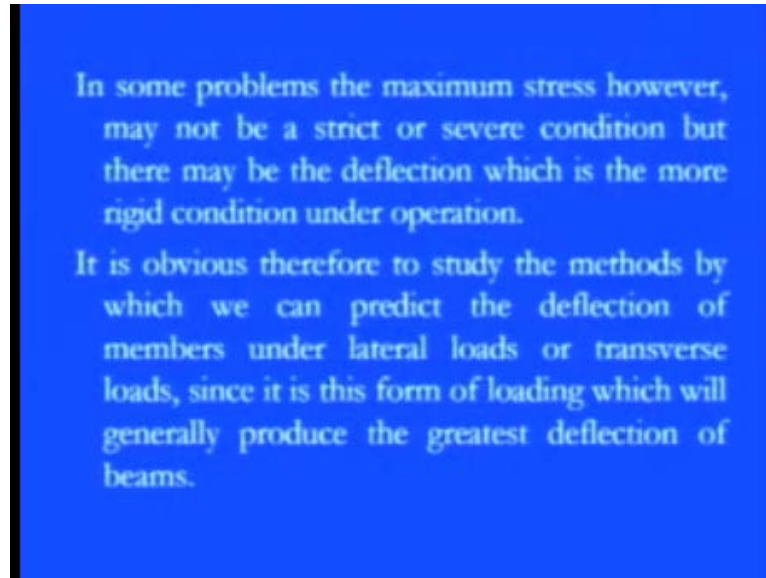 In some problems the maximum stress however,
may not be a strict or severe condition but
there may be the deflection which is the more
rigid condition under operation.
It is obvious therefore to study the methods by
which we can predict the deflection of
members under lateral loads or transverse
loads, since it is this form of loading which will
generally produce the greatest deflection of
beams.